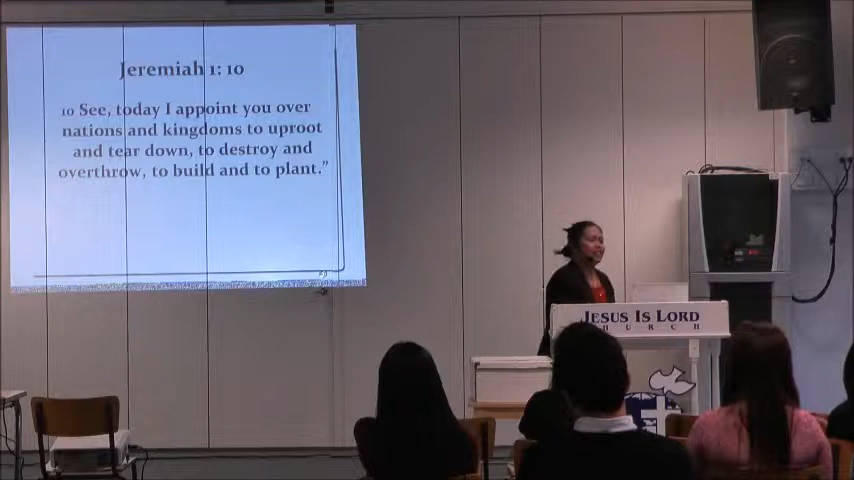 Jeremiah 1: 10
10 See, today I appoint you over
nations and kingdoms to uproot
and tear down, to destroy and
overthrow, to build and to plant.”
JESUS IS LORD
CHURCH